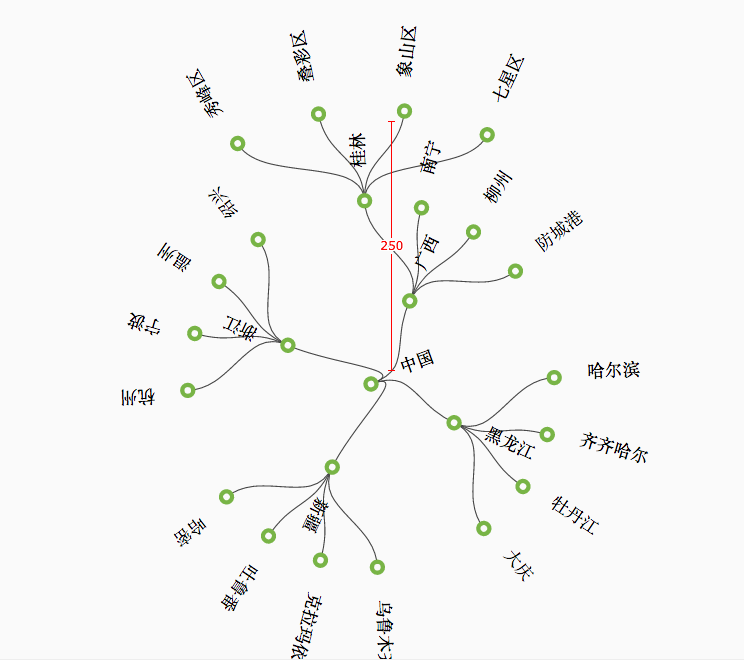 象山区
叠彩区
七星区
秀峰区
桂林
南宁
柳州
绍兴
防城港
250
广西
温州
宁波
浙江
中国
哈尔滨
杭州
黑龙江
齐齐哈尔
牡丹江
新疆
哈密
大庆
吐鲁番
克拉玛依
乌鲁木